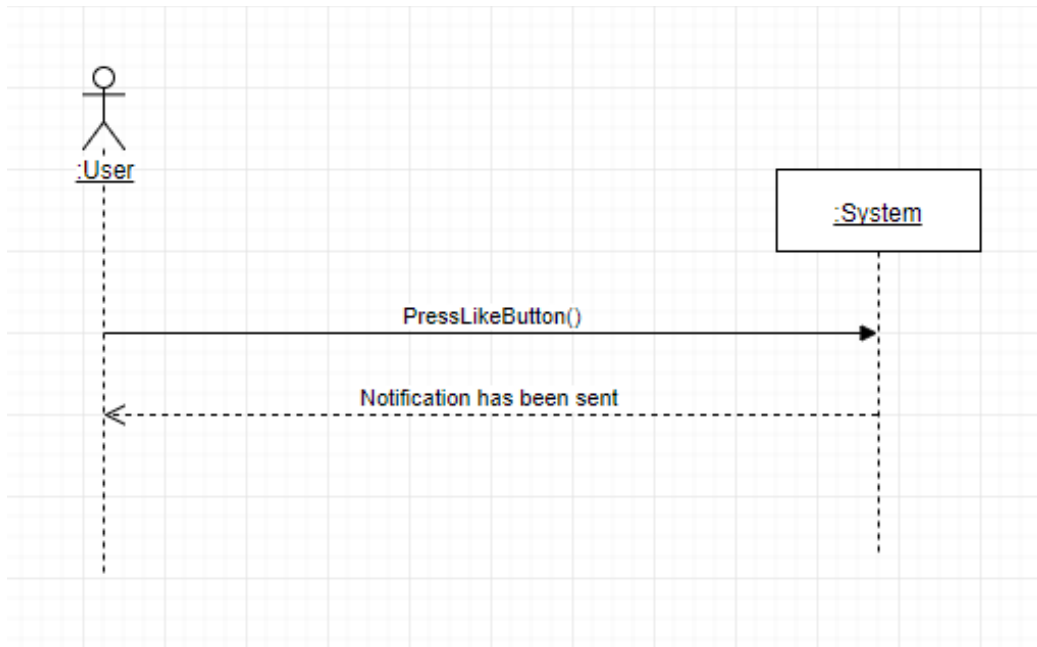 :User
:System
PressLikeButton()
Notification has been sent